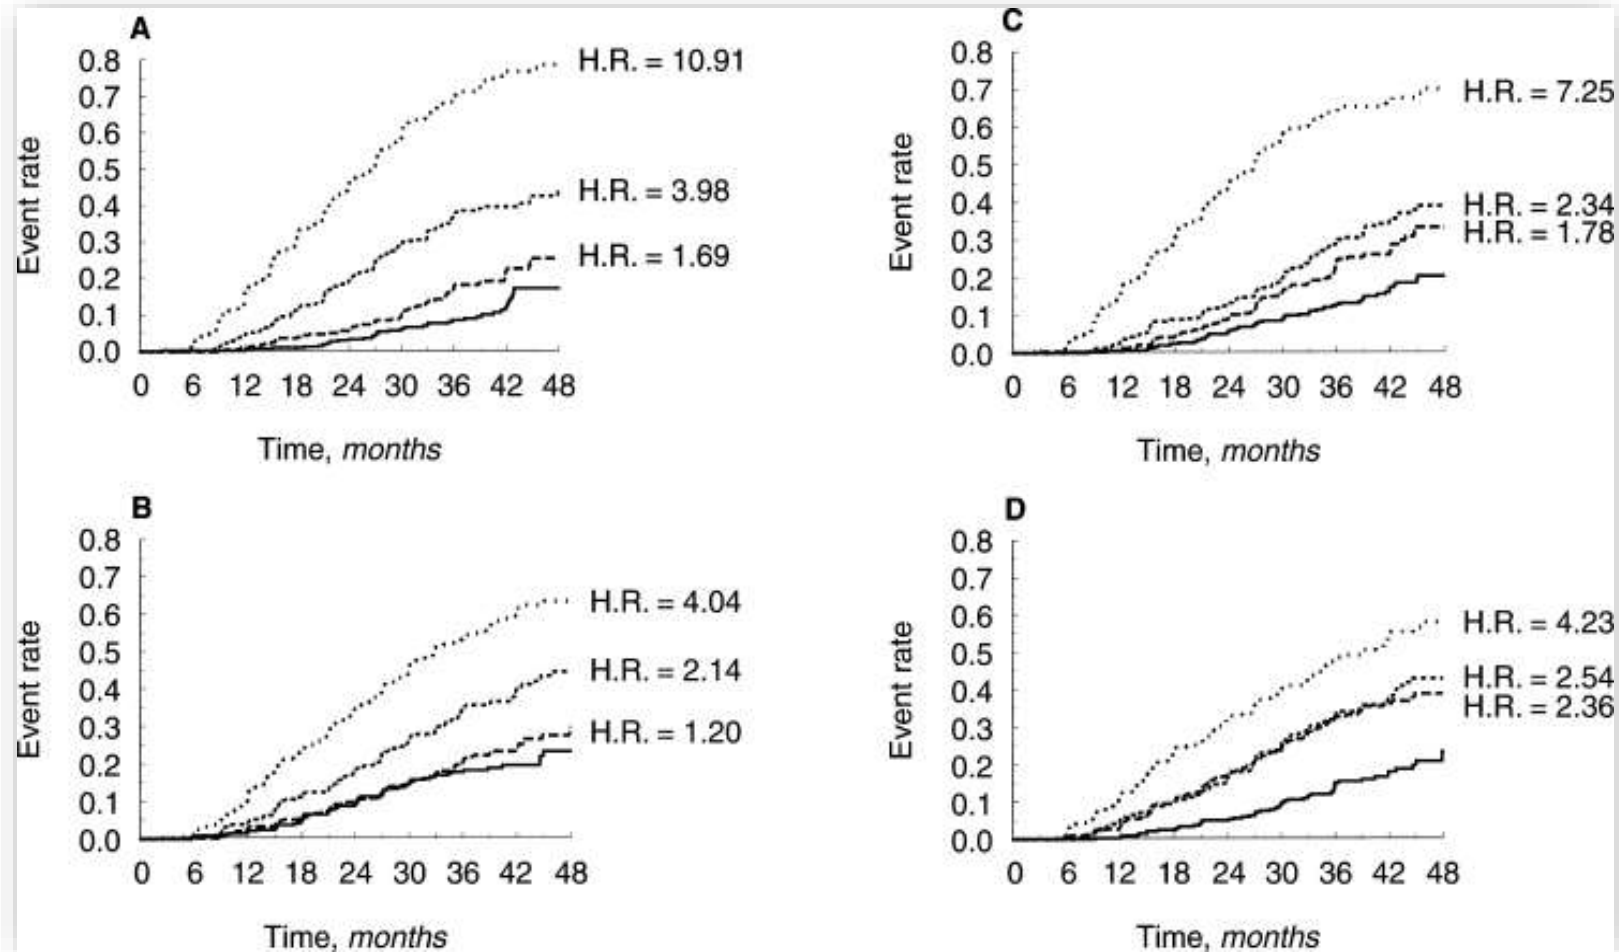 A
Event rate
0.8
0.7
0.6
0.5
0.4
0.3
0.2
0.1
0.0
0 6 12 18 24 30 36 42 48
Time, months
H.R. = 10.91
H.R. = 3.98
H.R. = 1.69
C
Event rate
0.8
0.7
0.6
0.5
0.4
0.3
0.2
0.1
0.0
0 6 12 18 24 30 36 42 48
Time, months
H.R. = 7.25
H.R. = 2.34
H.R. = 1.78
B
Event rate
0.8
0.7
0.6
0.5
0.4
0.3
0.2
0.1
0.0
0 6 12 18 24 30 36 42 48
Time, months
H.R. = 4.04
H.R. = 2.14
H.R. = 1.20
D
Event rate
0.8
0.7
0.6
0.5
0.4
0.3
0.2
0.1
0.0
0 6 12 18 24 30 36 42 48
Time, months
H.R. = 4.23
H.R. = 2.54
H.R. = 2.36